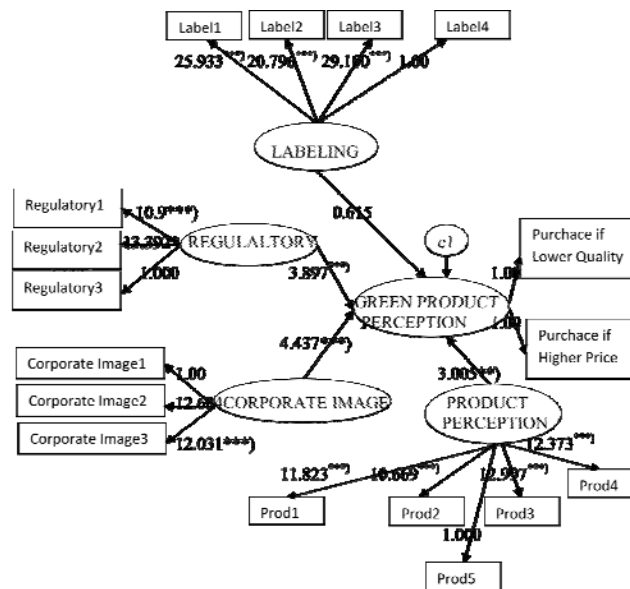 Label1 Label2 Label3 Label4
25.933***) 20.796***) 29.100***) 1.00
LABELING
0.615
Regulatory1
10.9***)
Regulatory2
REGULALTORY
Regulatory3
1.000
3.897***)
e1
Purchace if
Lower Quality
1.00
GREEN PRODUCT
PERCEPTION
1.00
Purchace if
Higher Price
4.437***)
3.005**)
Corporate Image1
1.00
Corporate Image2
CORPORATE IMAGE
Corporate Image3
12.031***)
PRODUCT
PERCEPTION
11.823***) 10.669***) 12.997***) 12.373***)
Prod1 Prod2 Prod3 Prod4
1.000
Prod5